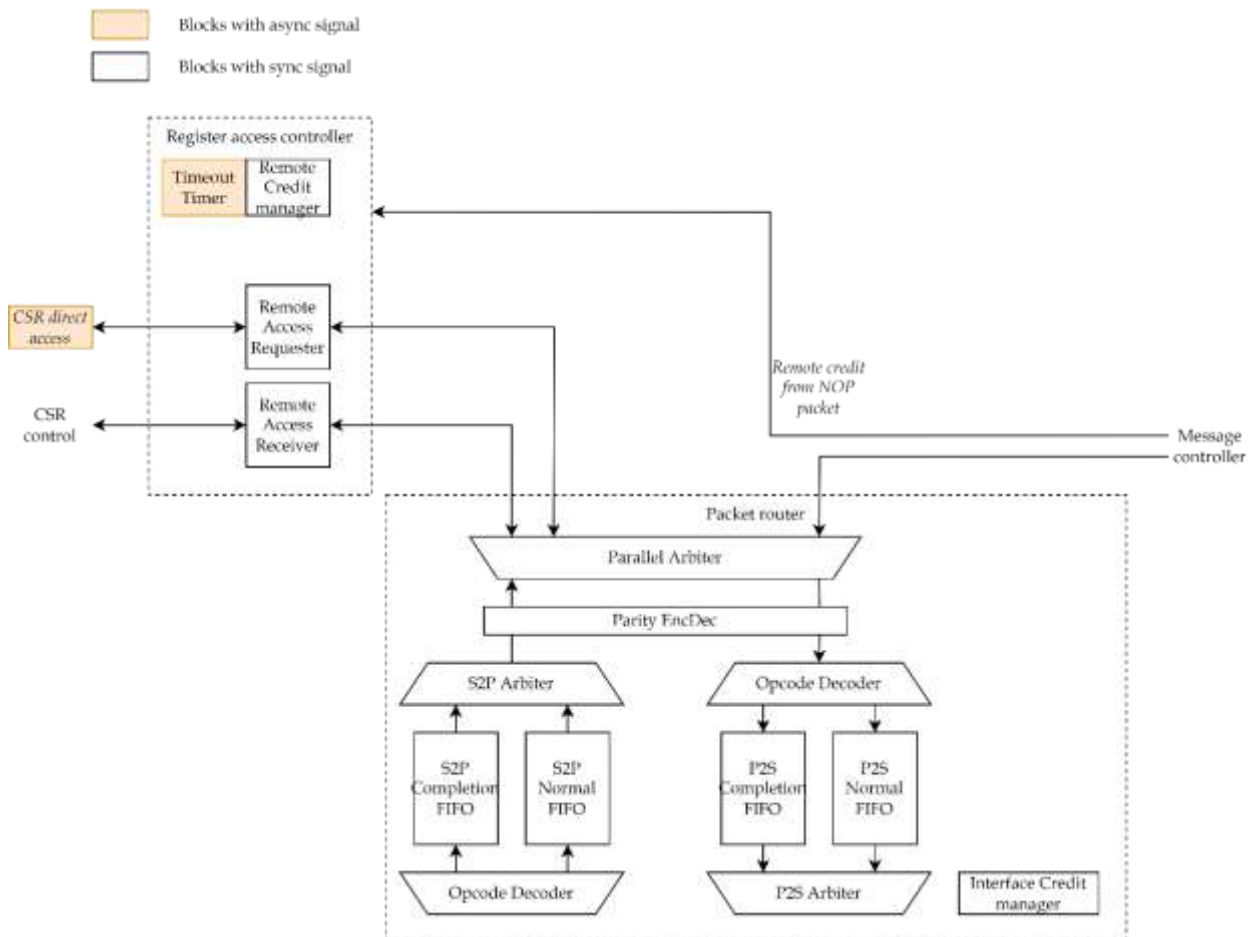 Blocks with async signal
Blocks with sync signal
Register access controller
Timeout
Timer
Remote
Credit
manager
CSR direct
access
Remote
Access
Requester
CSR
control
Remote
Access
Receiver
Remote credit
from NOP
packet
Message
controller
Packet router
Parallel Arbiter
Parity EncDec
S2P Arbiter
Opcode Decoder
S2P
Completion
FIFO
S2P
Normal
FIFO
P2S
Completion
FIFO
P2S
Normal
FIFO
Opcode Decoder
P2S Arbiter
Interface Credit
manager